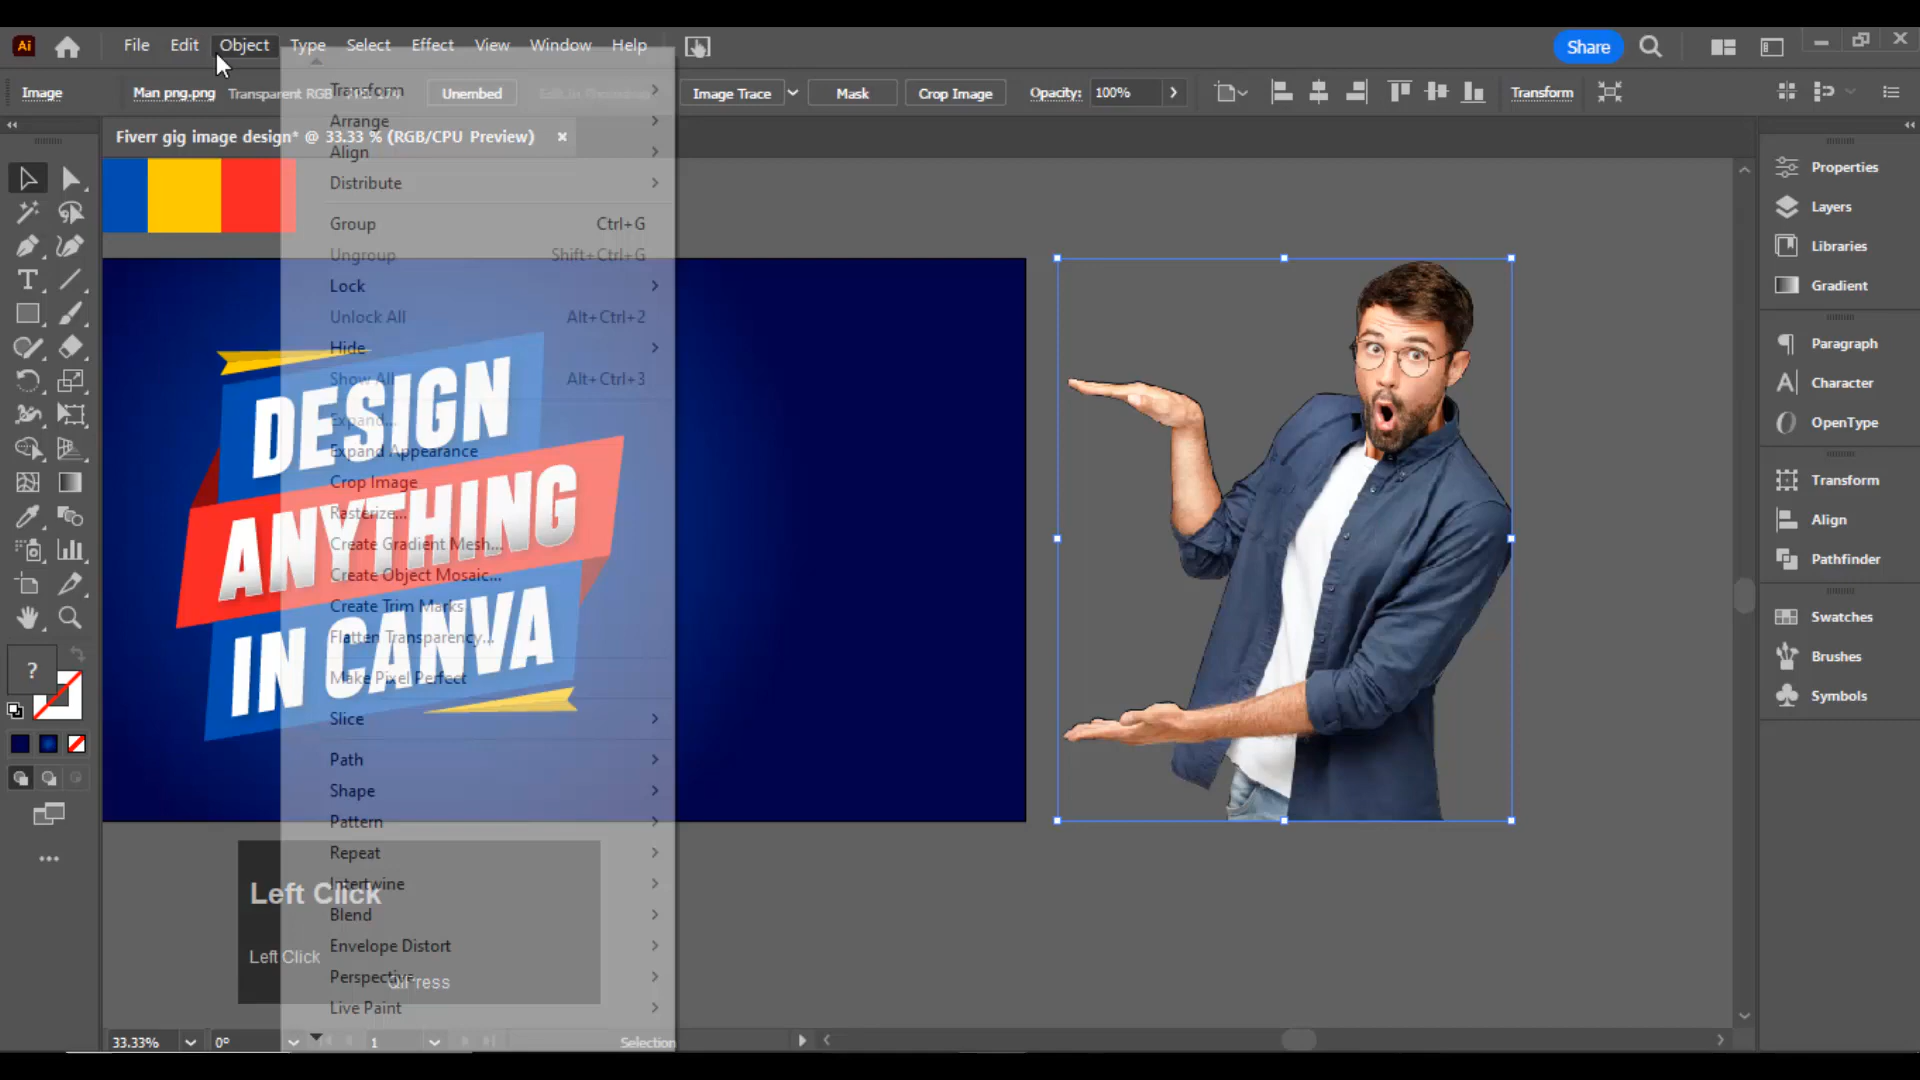 Ai
File Edit Object Type Select Effect View Window Help
Share
Image Man png.png Transparent RGB Unembed Image Trace Mask Crop Image Opacity: 100% Transform
Fiverr gig image design* @ 33.33 % (RGB/CPU Preview)
Transform
Arrange
Align
Distribute
Group Ctrl+G
Ungroup Shift+Ctrl+G
Lock
Unlock All Alt+Ctrl+2
Hide
Show All Alt+Ctrl+3
Expand...
Expand Appearance
Crop Image
Rasterize...
Create Gradient Mesh...
Create Object Mosaic...
Create Trim Marks
Flatten Transparency...
Make Pixel Perfect
Slice
Path
Shape
Pattern
Repeat
Intertwine
Blend
Envelope Distort
Perspective
Live Paint
DESIGN
ANYTHING
IN CANVA
Left Click
Left Click
QiPress
33.33% 0° 1 Selection
Properties
Layers
Libraries
Gradient
Paragraph
Character
OpenType
Transform
Align
Pathfinder
Swatches
Brushes
Symbols
?